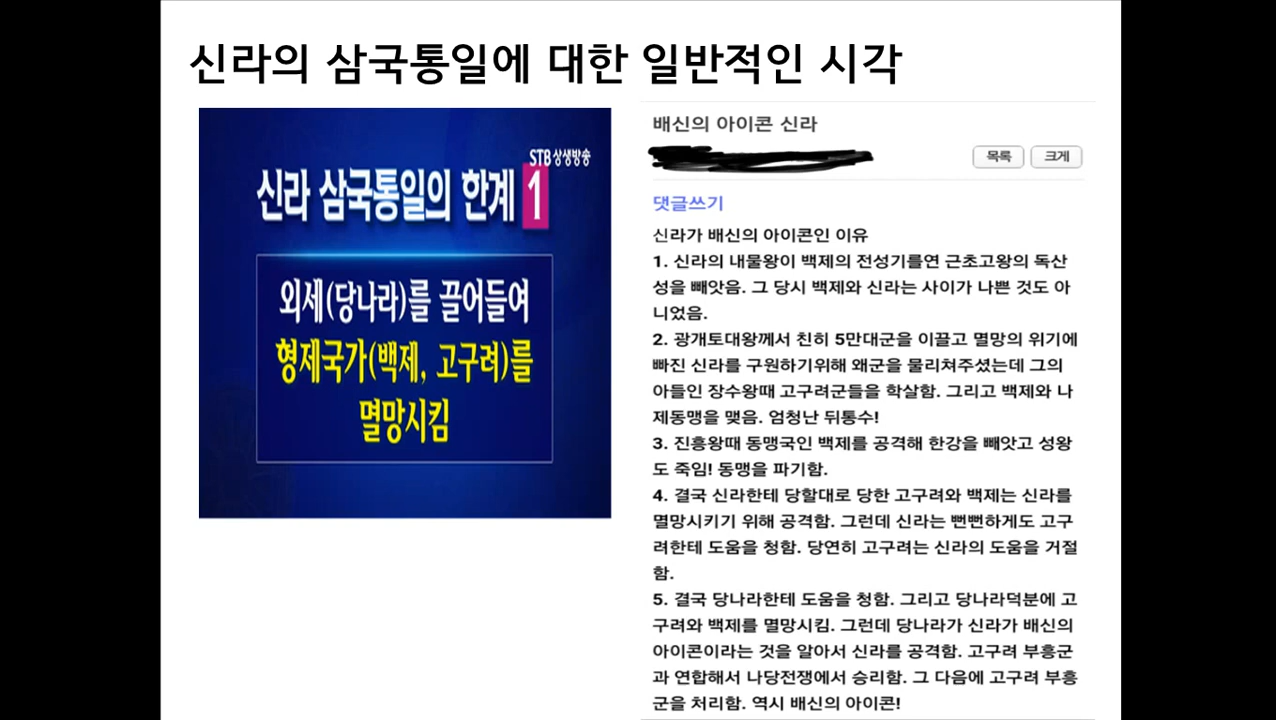 신라의 삼국통일에 대한 일반적인 시각
STB상생방송
신라 삼국통일의 한계 1
외세(당나라)를 끌어들여
형제국가(백제, 고구려)를
멸망시킴
배신의 아이콘 신라
목록 크게
댓글쓰기
신라가 배신의 아이콘인 이유
1. 신라의 내물왕이 백제의 전성기를연 근초고왕의 독산
성을 빼앗음. 그 당시 백제와 신라는 사이가 나쁜 것도 아
니었음.
2. 광개토대왕께서 친히 5만대군을 이끌고 멸망의 위기에
빠진 신라를 구원하기위해 왜군을 물리쳐주셨는데 그의
아들인 장수왕때 고구려군들을 학살함. 그리고 백제와 나
제동맹을 맺음. 엄청난 뒤통수!
3. 진흥왕때 동맹국인 백제를 공격해 한강을 빼앗고 성왕
도 죽임! 동맹을 파기함.
4. 결국 신라한테 당할대로 당한 고구려와 백제는 신라를
멸망시키기 위해 공격함. 그런데 신라는 뻔뻔하게도 고구
려한테 도움을 청함. 당연히 고구려는 신라의 도움을 거절
함.
5. 결국 당나라한테 도움을 청함. 그리고 당나라덕분에 고
구려와 백제를 멸망시킴. 그런데 당나라가 신라가 배신의
아이콘이라는 것을 알아서 신라를 공격함. 고구려 부흥군
과 연합해서 나당전쟁에서 승리함. 그 다음에 고구려 부흥
군을 처리함. 역시 배신의 아이콘!